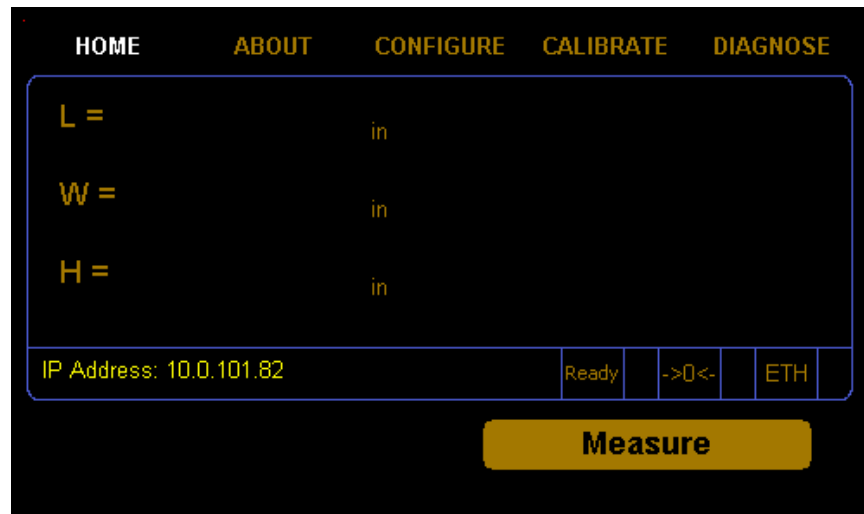 HOME ABOUT CONFIGURE CALIBRATE DIAGNOSE
L = in
W = in
H = in
IP Address: 10.0.101.82 Ready ->0<- ETH
Measure